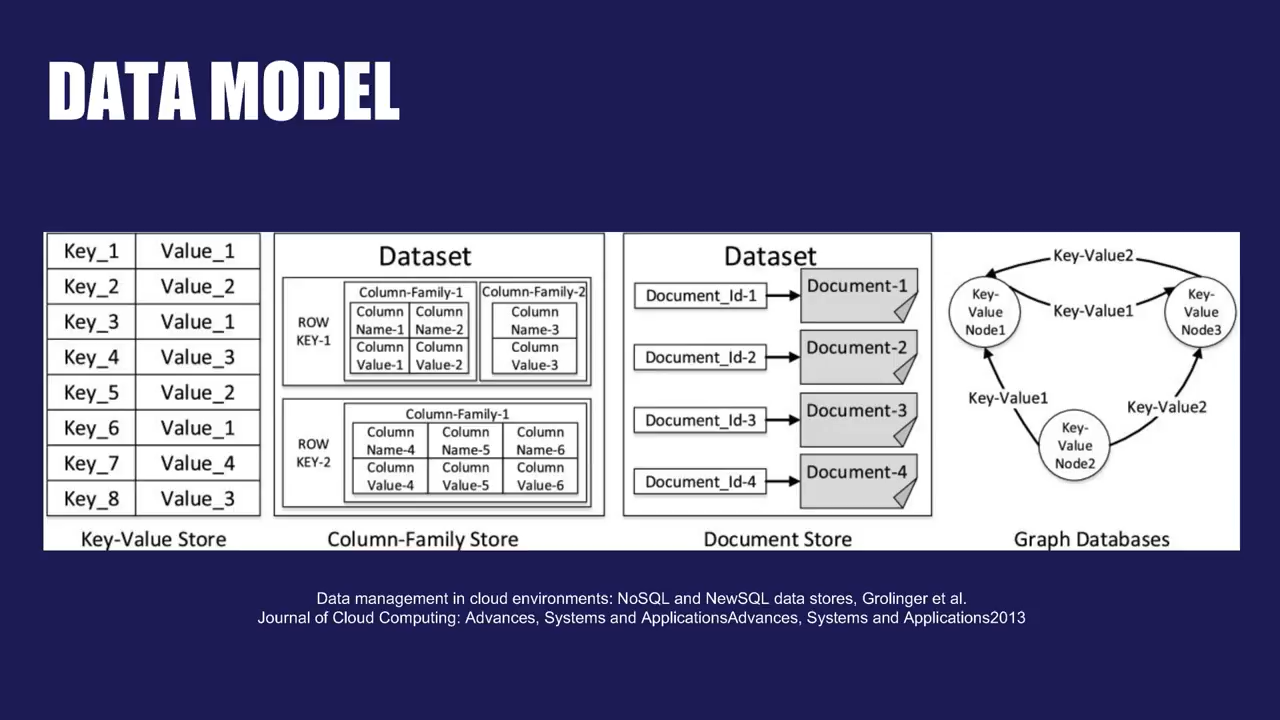 DATA MODEL
Key_1 Value_1
Key_2 Value_2
Key_3 Value_1
Key_4 Value_3
Key_5 Value_2
Key_6 Value_1
Key_7 Value_4
Key_8 Value_3
Key-Value Store
Dataset
ROW
KEY-1
Column-Family-1
Column Column
Name-1 Name-2
Column Column
Value-1 Value-2
Column-Family-2
Column
Name-3
Column
Value-3
ROW
KEY-2
Column-Family-1
Column Column Column
Name-4 Name-5 Name-6
Column Column Column
Value-4 Value-5 Value-6
Column-Family Store
Dataset
Document_Id-1 Document-1
Document_Id-2 Document-2
Document_Id-3 Document-3
Document_Id-4 Document-4
Document Store
Key-Value2
Key-
Value
Node1
Key-Value1
Key-
Value
Node3
Key-Value1
Key-Value2
Key-
Value
Node2
Graph Databases
Data management in cloud environments: NoSQL and NewSQL data stores, Grolinger et al.
Journal of Cloud Computing: Advances, Systems and ApplicationsAdvances, Systems and Applications2013